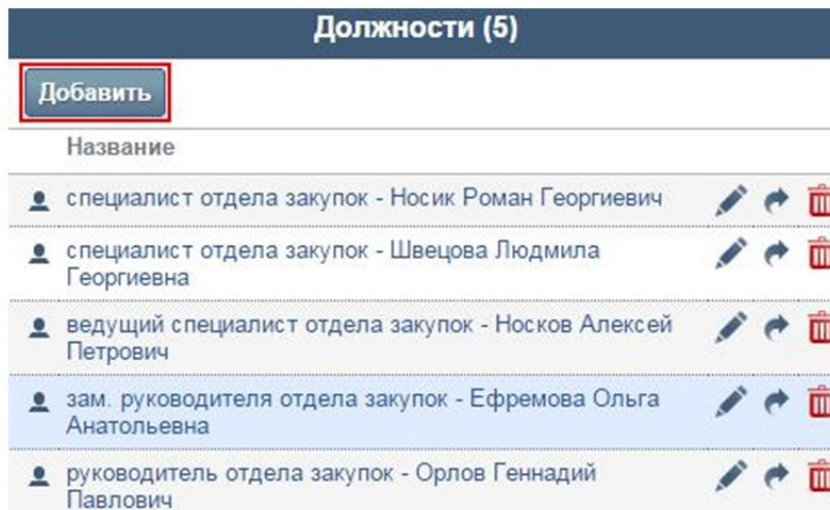 Должности (5)
Добавить
Название
специалист отдела закупок - Носик Роман Георгиевич
специалист отдела закупок - Швецова Людмила
Георгиевна
ведущий специалист отдела закупок - Носков Алексей
Петрович
зам. руководителя отдела закупок - Ефремова Ольга
Анатольевна
руководитель отдела закупок - Орлов Геннадий
Павлович